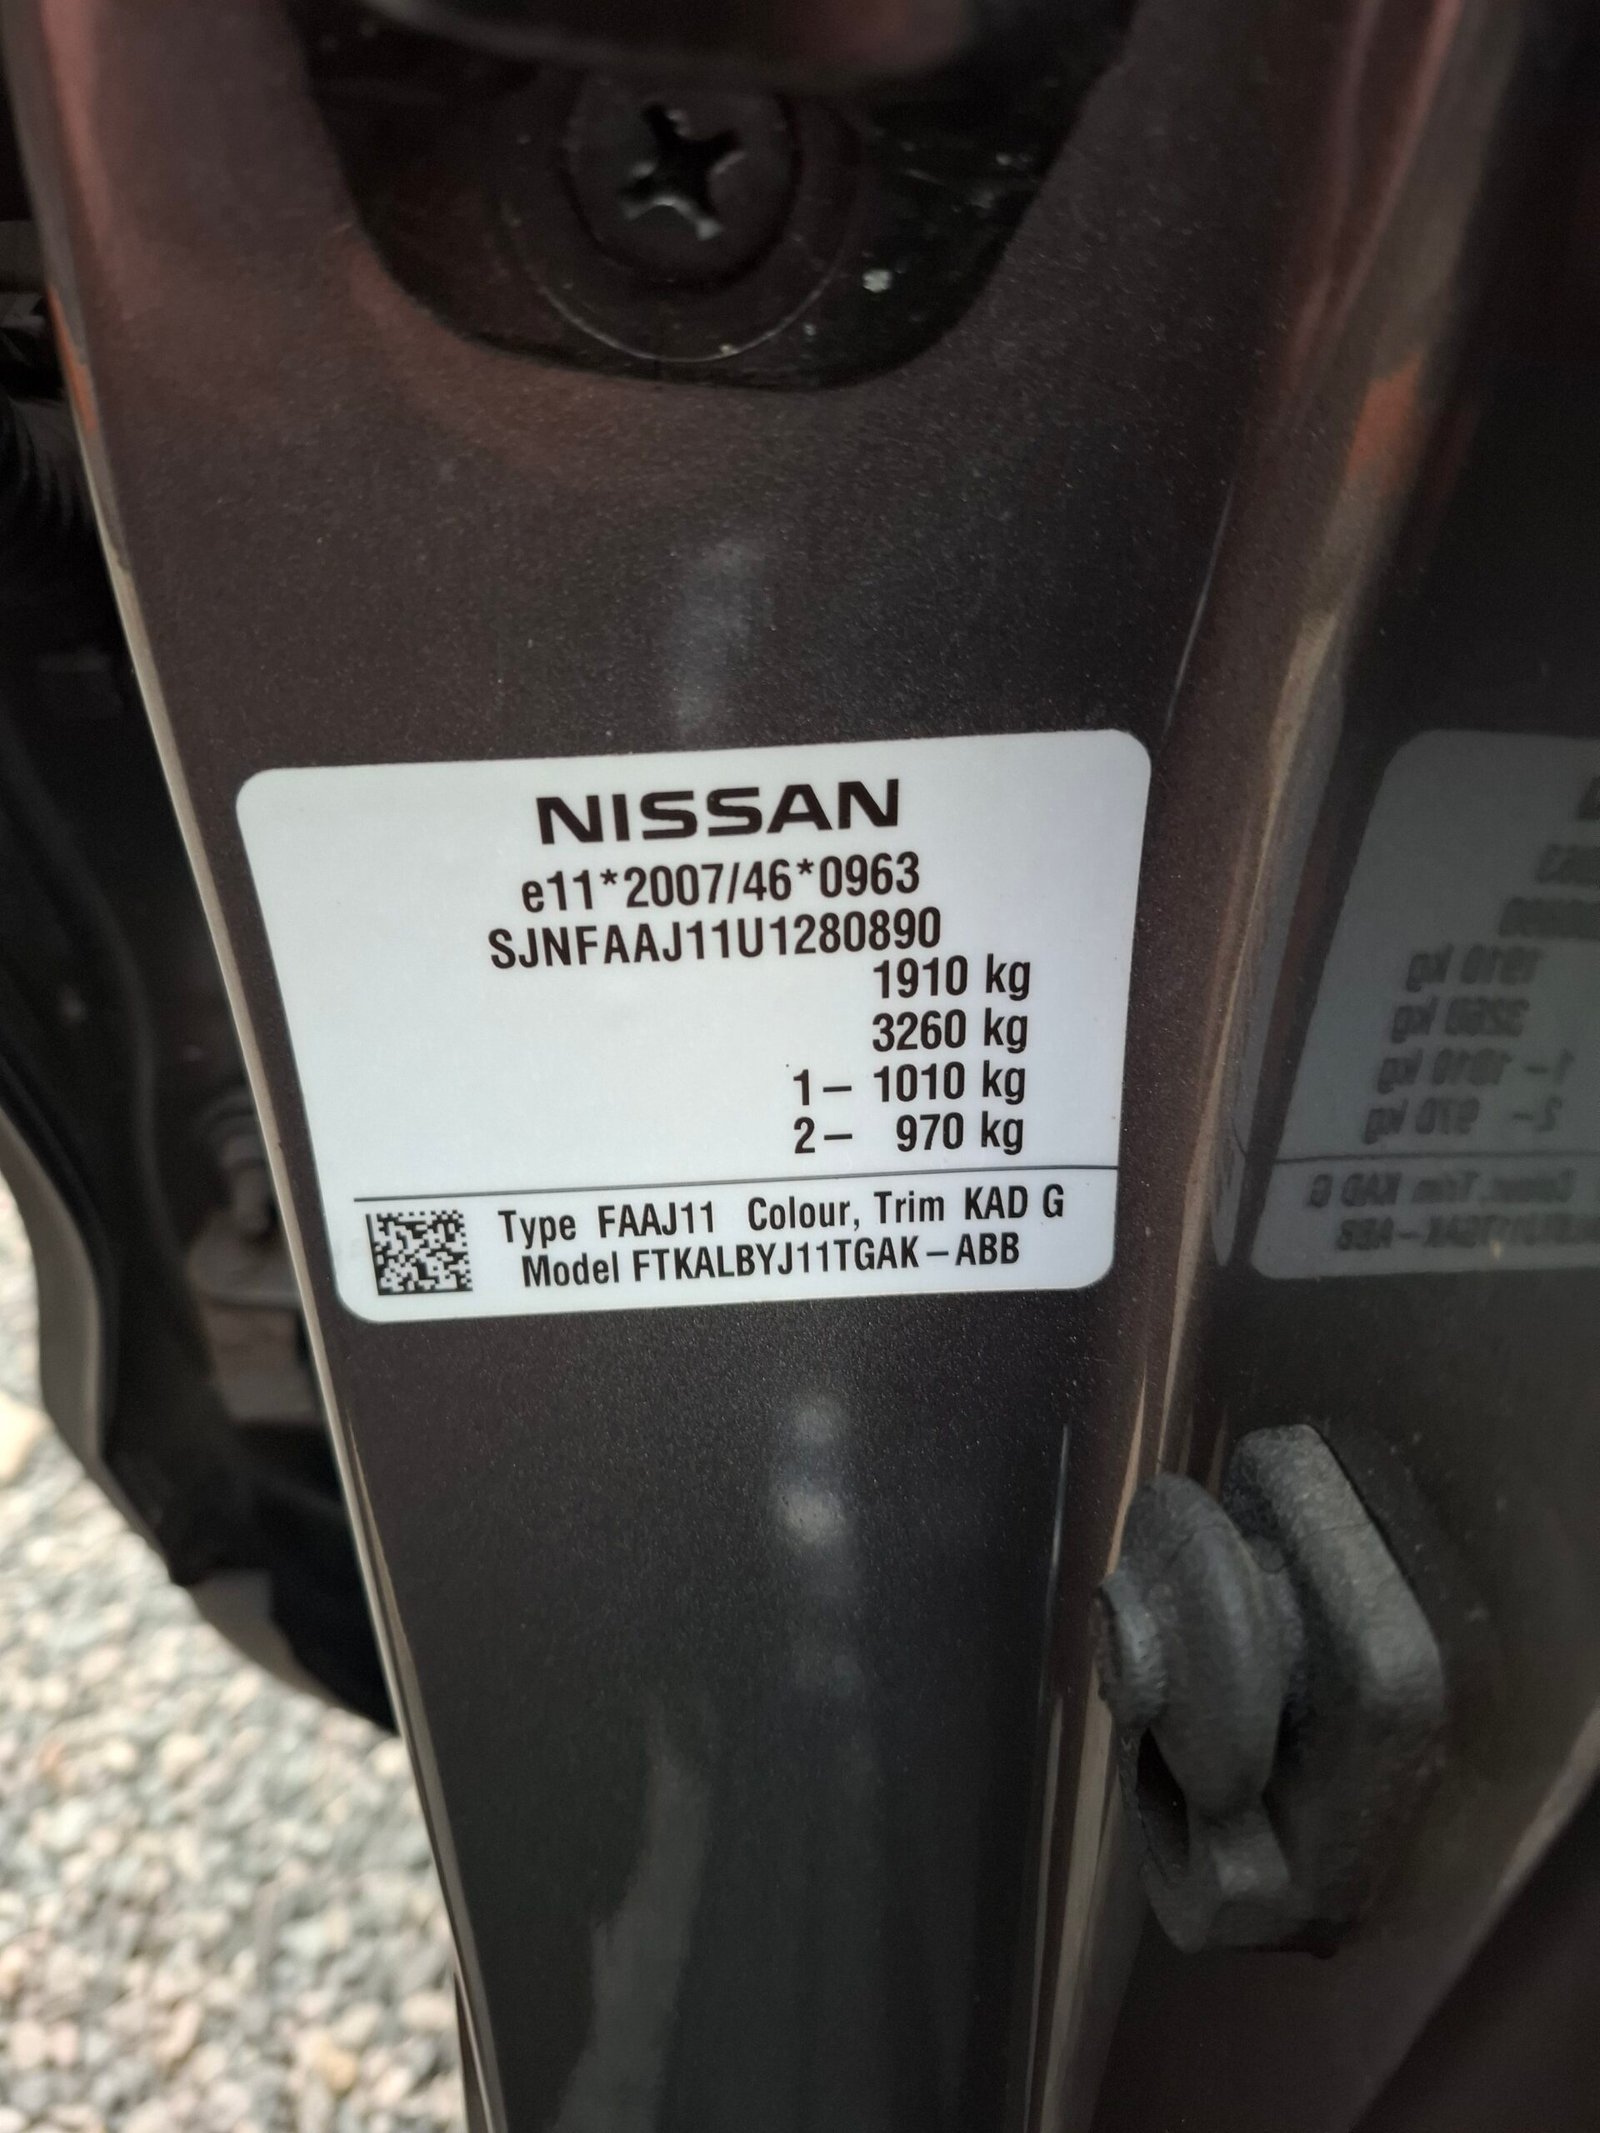 NISSAN
e11*2007/46*0963
SJNFAAJ11U1280890
1910 kg
3260 kg
1– 1010 kg
2– 970 kg
Type FAAJ11 Colour, Trim KAD G
Model FTKALBYJ11TGAK–ABB